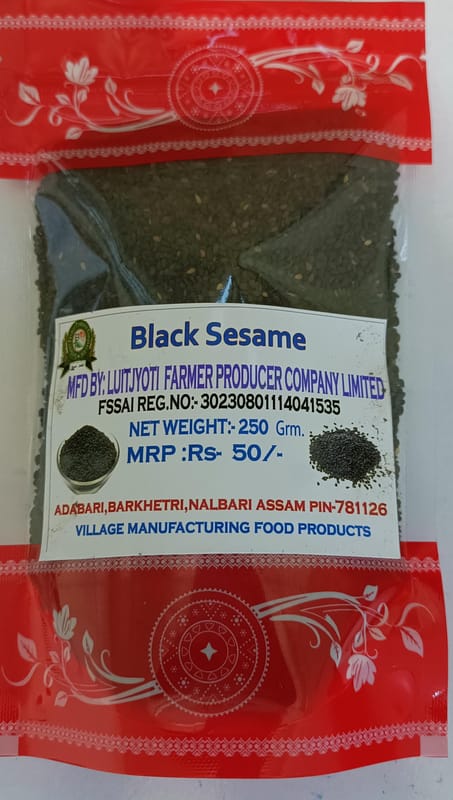 Black Sesame
MFD BY: LUITJYOTI FARMER PRODUCER COMPANY LIMITED
FSSAI REG.NO:- 30230801114041535
NET WEIGHT:- 250 Grm.
MRP :Rs- 50/-
ADABARI,BARKHETRI,NALBARI ASSAM PIN-781126
VILLAGE MANUFACTURING FOOD PRODUCTS